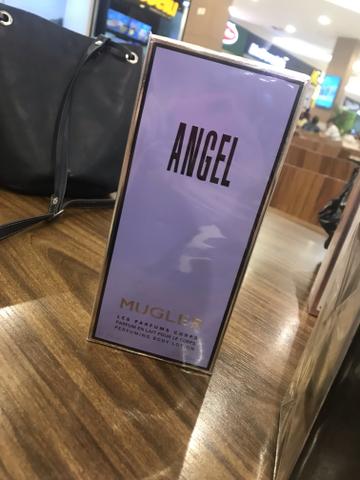 ANGEL
MUGLER
LES PARFUMS CORPS
PARFUM EN LAIT POUR LE CORPS
PERFUMING BODY LOTION